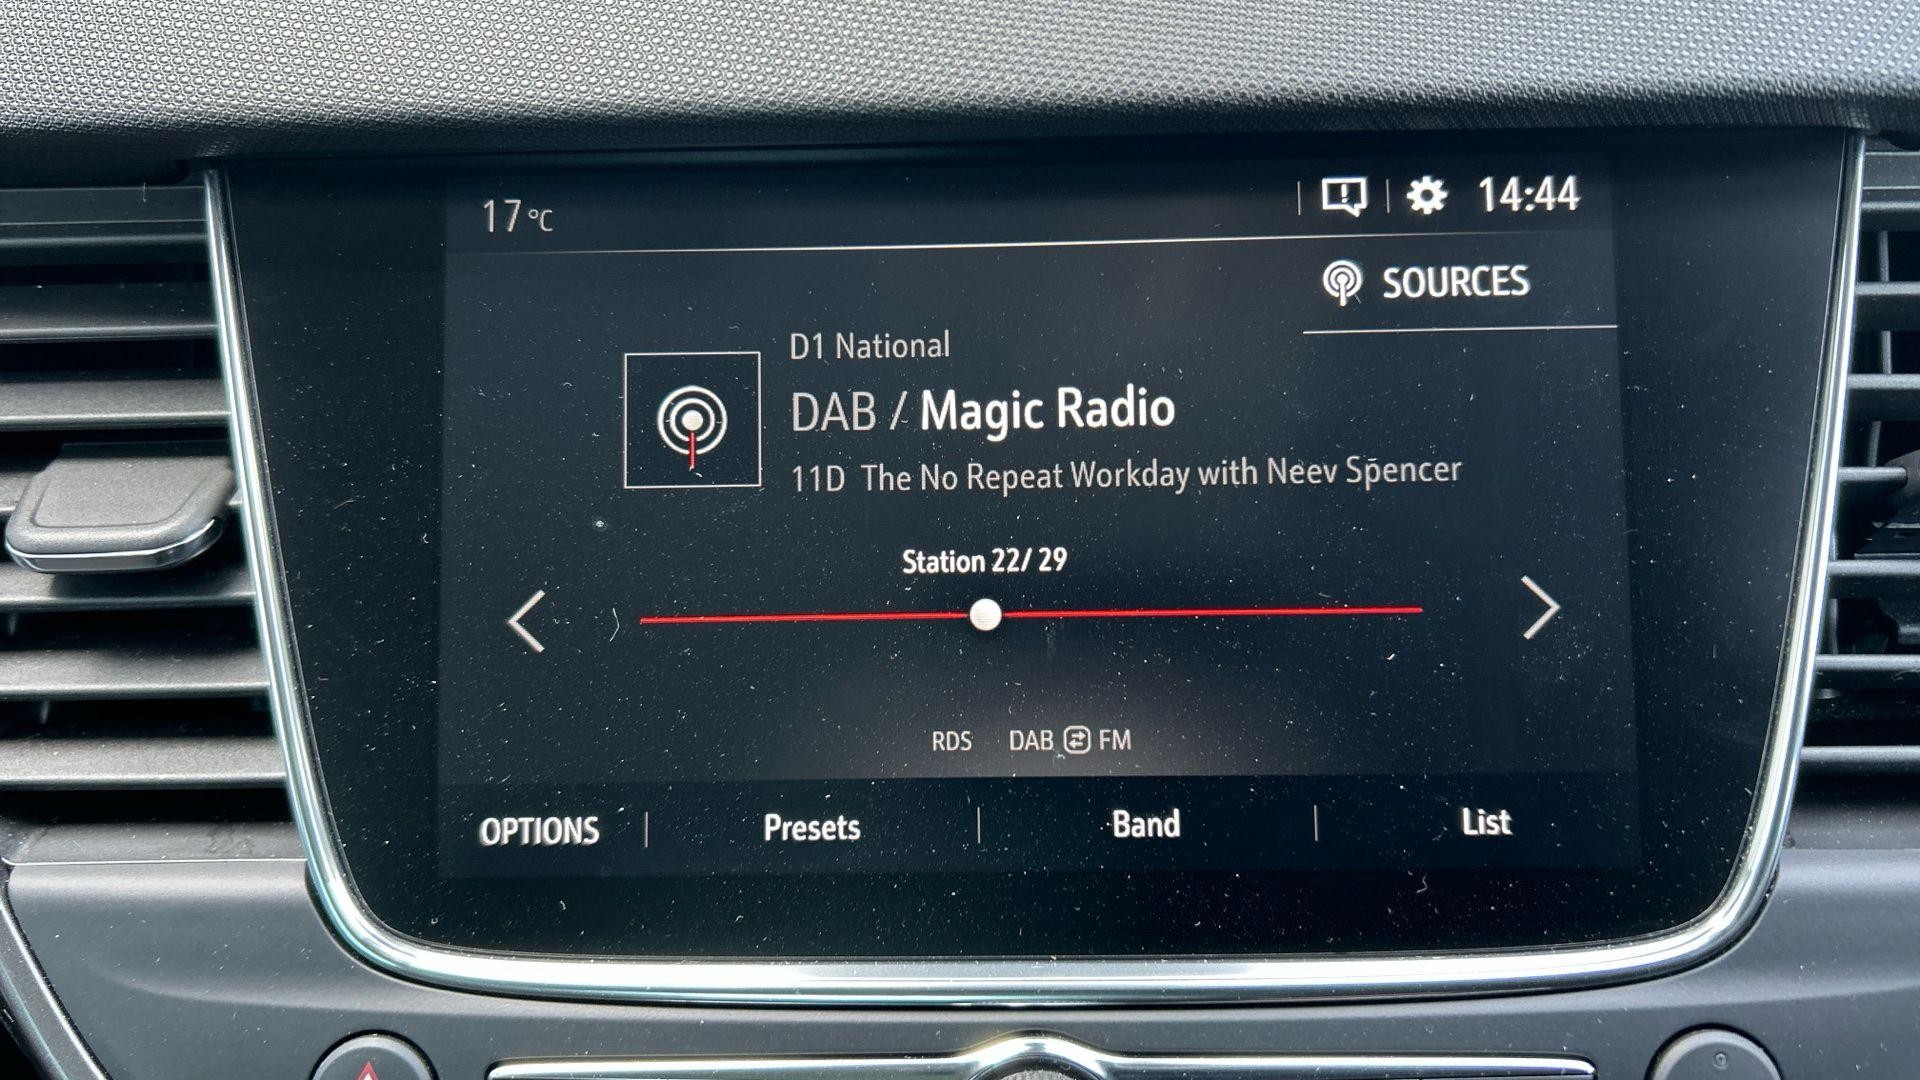 17 °C
14:44
SOURCES
D1 National
DAB / Magic Radio
11D The No Repeat Workday with Neev Spencer
Station 22/ 29
RDS DAB FM
OPTIONS Presets Band List